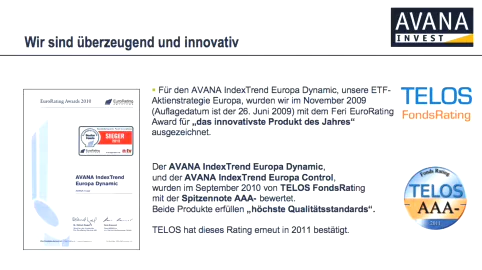 AVANA
INVEST
Wir sind überzeugend und innovativ
EuroRating Awards 2010
SIEGER
AVANA IndexTrend
Europa Dynamic
• Für den AVANA IndexTrend Europa Dynamic, unsere ETF-
Aktienstrategie Europa, wurden wir im November 2009
(Auflagedatum ist der 26. Juni 2009) mit dem Feri EuroRating
Award für „das innovativste Produkt des Jahres“
ausgezeichnet.
Der AVANA IndexTrend Europa Dynamic,
und der AVANA IndexTrend Europa Control,
wurden im September 2010 von TELOS FondsRating
mit der Spitzennote AAA- bewertet.
Beide Produkte erfüllen „höchste Qualitätsstandards“.
TELOS hat dieses Rating erneut in 2011 bestätigt.
TELOS
FondsRating
Fonds Rating
TELOS
AAA-
2011